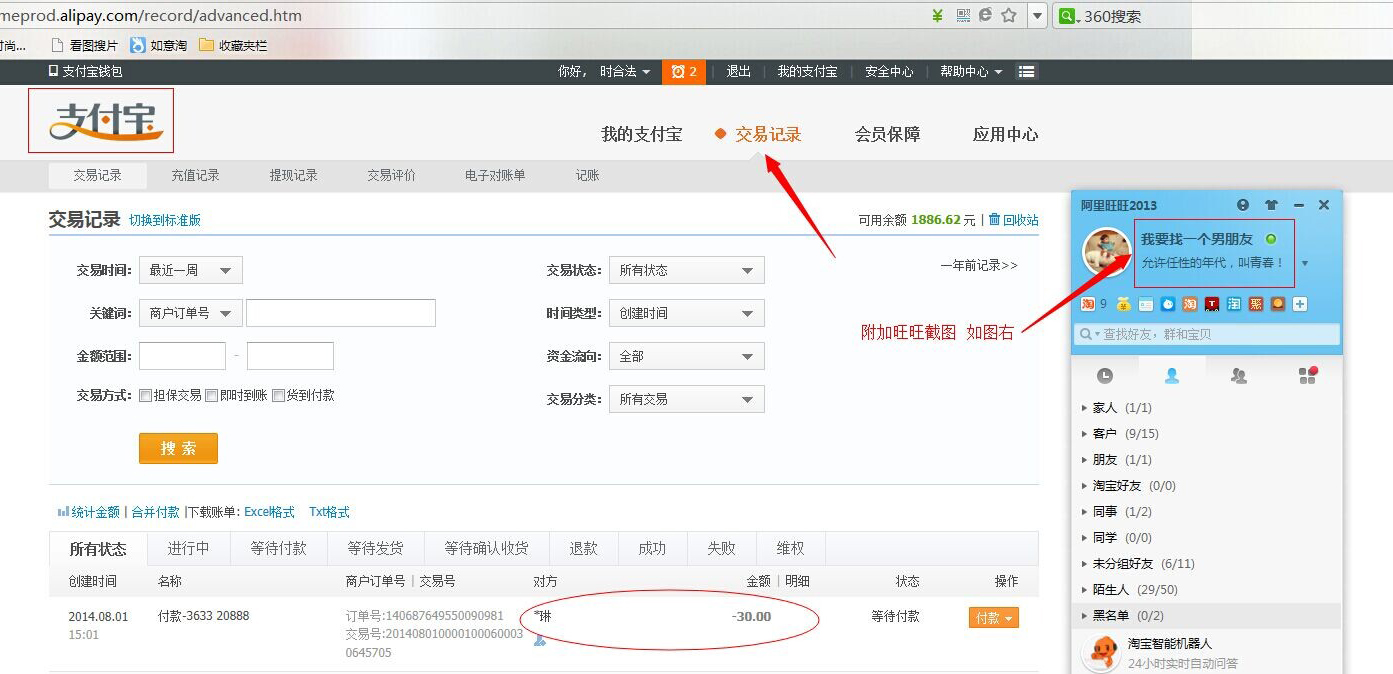 meprod.alipay.com/record/advanced.htm
360搜索
时尚... 看图搜片 如意淘 收藏夹栏
支付宝钱包 你好， 时合法 2 退出 我的支付宝 安全中心 帮助中心
支付宝
我的支付宝 交易记录 会员保障 应用中心
交易记录 充值记录 提现记录 交易评价 电子对账单 记账
交易记录 切换到标准版 可用余额 1886.62 元 | 回收站
一年前记录>>
交易时间： 最近一周 交易状态： 所有状态
关键词： 商户订单号 时间类型： 创建时间
金额范围： - 资金流向： 全部
交易方式： 担保交易 即时到账 货到付款 交易分类： 所有交易
搜 索
附加旺旺截图 如图右
统计金额 | 合并付款 | 下载账单： Excel格式 Txt格式
所有状态 进行中 等待付款 等待发货 等待确认收货 退款 成功 失败 维权
创建时间 名称 商户订单号 | 交易号 对方 金额 | 明细 状态 操作
2014.08.01 付款-3633 20888 订单号:140687649550090981 *琳 -30.00 等待付款 付款
15:01 交易号:201408010000100060003
0645705
阿里旺旺2013
我要找一个男朋友
允许任性的年代，叫青春！
淘 9 淘 T 淘 聚
查找好友，群和宝贝
家人 (1/1)
客户 (9/15)
朋友 (1/1)
淘宝好友 (0/0)
同事 (1/2)
同学 (0/0)
未分组好友 (6/11)
陌生人 (29/50)
黑名单 (0/2)
淘宝智能机器人
24小时实时自动问答